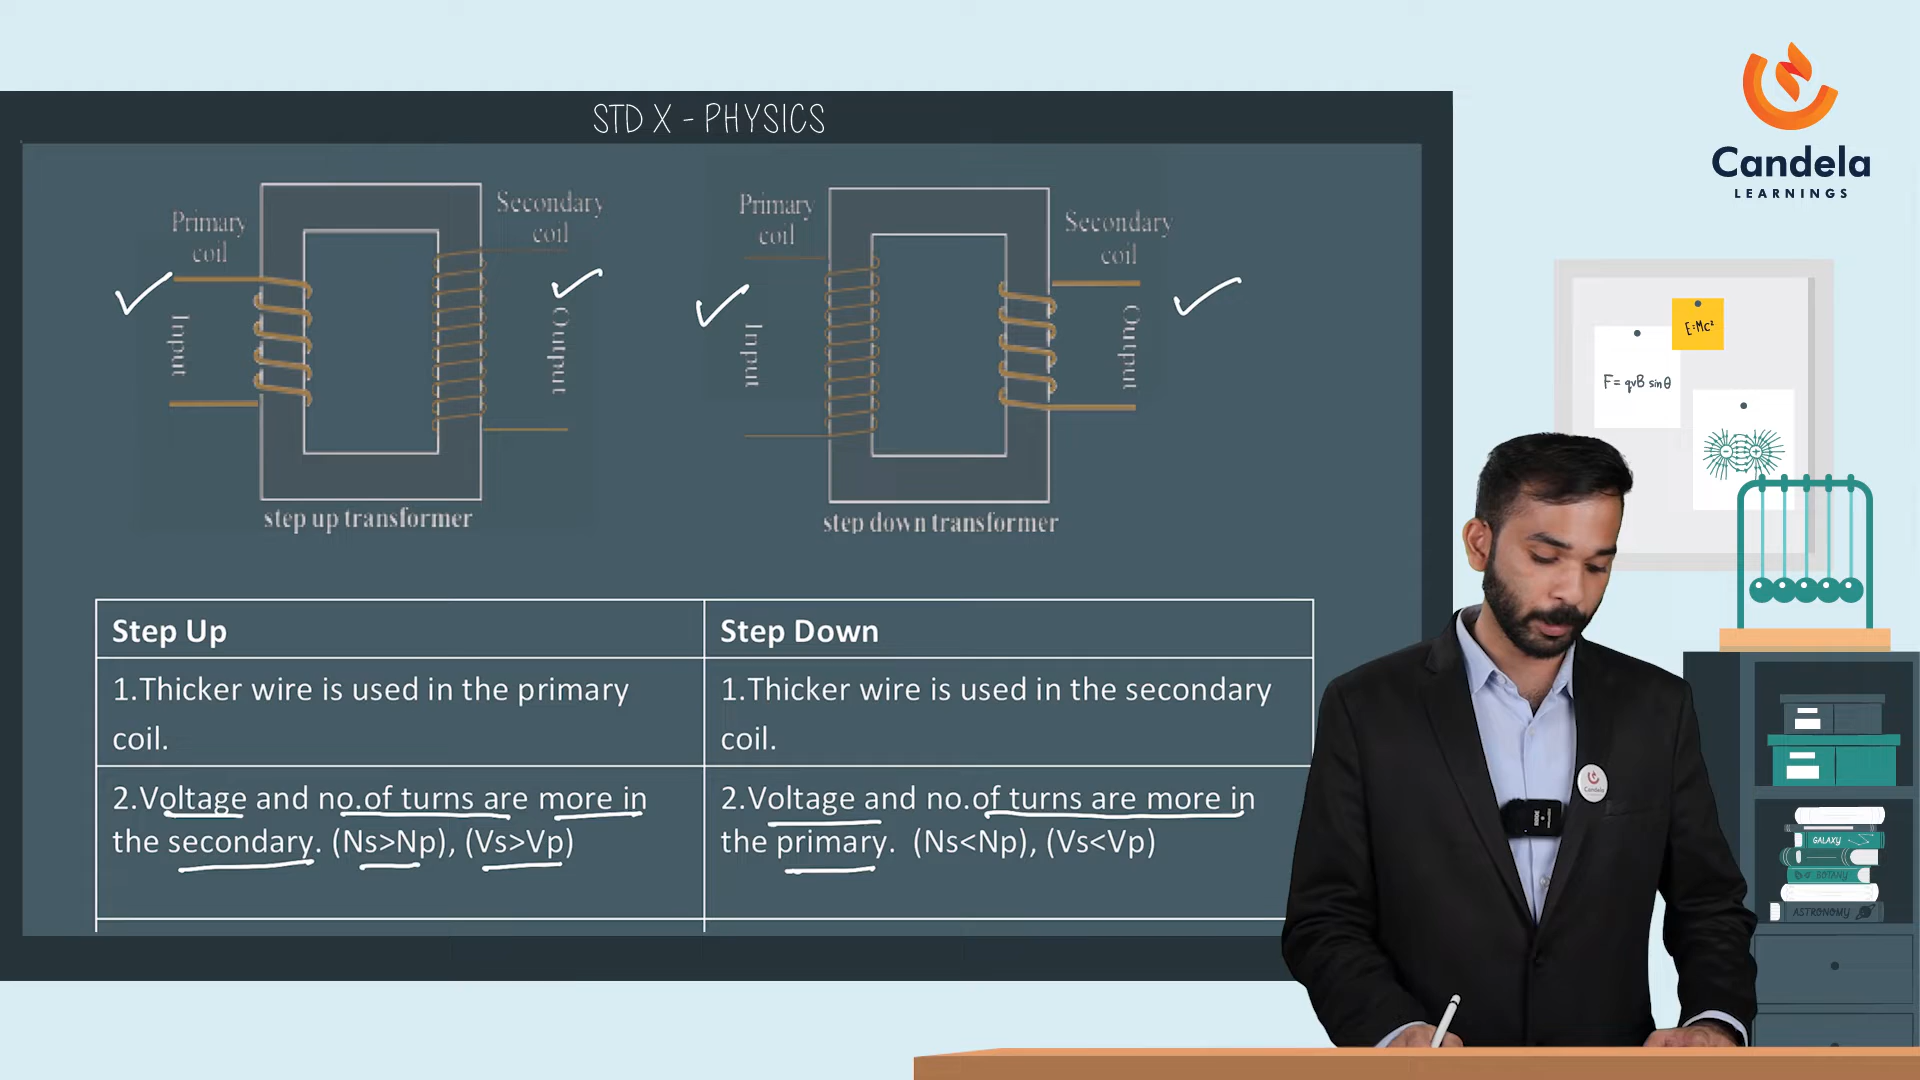 STD X - PHYSICS
Candela
LEARNINGS
Primary
coil
Secondary
coil
Input
Output
step up transformer
Primary
coil
Secondary
coil
Input
Output
step down transformer
E=Mc²
F= qvB sinθ
Step Up
Step Down
1.Thicker wire is used in the primary
coil.
1.Thicker wire is used in the secondary
coil.
2.Voltage and no.of turns are more in
the secondary. (Ns>Np), (Vs>Vp)
2.Voltage and no.of turns are more in
the primary.  (Ns<Np), (Vs<Vp)
Candela
GALAXY
BOTANY
ASTRONOMY